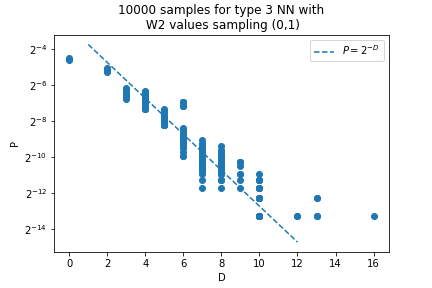 10000 samples for type 3 NN with
W2 values sampling (0,1)
P = 2^{-D}
2^{-4}
2^{-6}
2^{-8}
2^{-10}
2^{-12}
2^{-14}
P
0 2 4 6 8 10 12 14 16
D